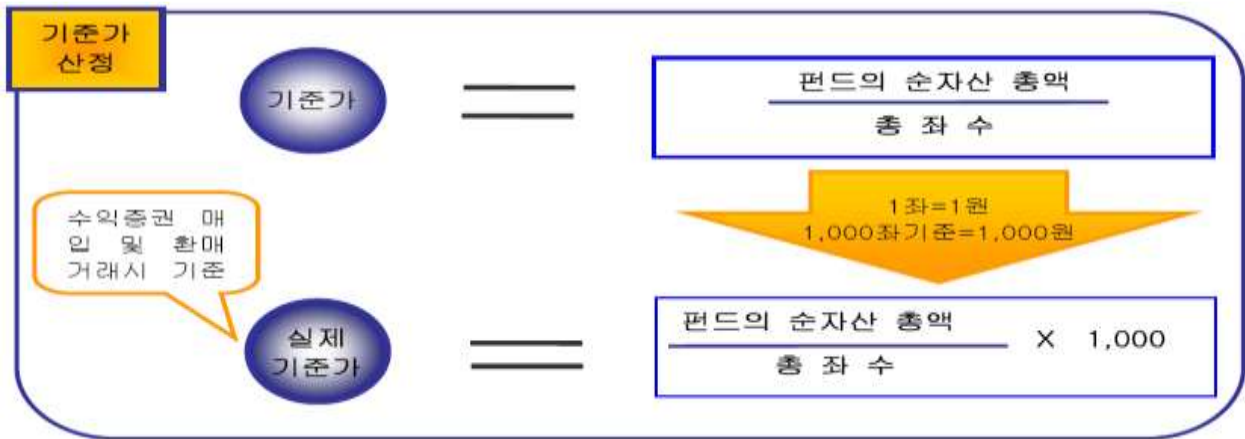 기준가
산정
기준가
펀드의 순자산 총액
총 좌 수
수익증권 매
입 및 환매
거래시 기준
1좌=1원
1,000좌기준=1,000원
실제
기준가
펀드의 순자산 총액
총 좌 수
X 1,000